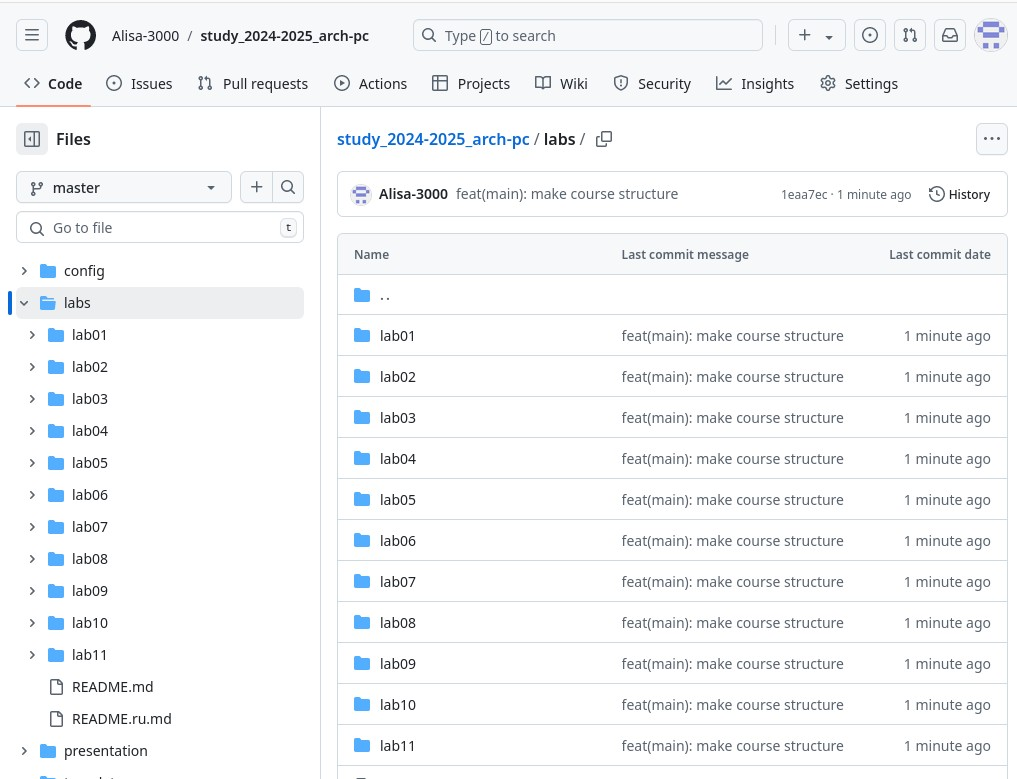 Alisa-3000 / study_2024-2025_arch-pc
Type / to search
Code
Issues
Pull requests
Actions
Projects
Wiki
Security
Insights
Settings
Files
master
Go to file
t
config
labs
lab01
lab02
lab03
lab04
lab05
lab06
lab07
lab08
lab09
lab10
lab11
README.md
README.ru.md
presentation
study_2024-2025_arch-pc / labs /
Alisa-3000 feat(main): make course structure 1eaa7ec · 1 minute ago History
Name Last commit message Last commit date
..
lab01 feat(main): make course structure 1 minute ago
lab02 feat(main): make course structure 1 minute ago
lab03 feat(main): make course structure 1 minute ago
lab04 feat(main): make course structure 1 minute ago
lab05 feat(main): make course structure 1 minute ago
lab06 feat(main): make course structure 1 minute ago
lab07 feat(main): make course structure 1 minute ago
lab08 feat(main): make course structure 1 minute ago
lab09 feat(main): make course structure 1 minute ago
lab10 feat(main): make course structure 1 minute ago
lab11 feat(main): make course structure 1 minute ago